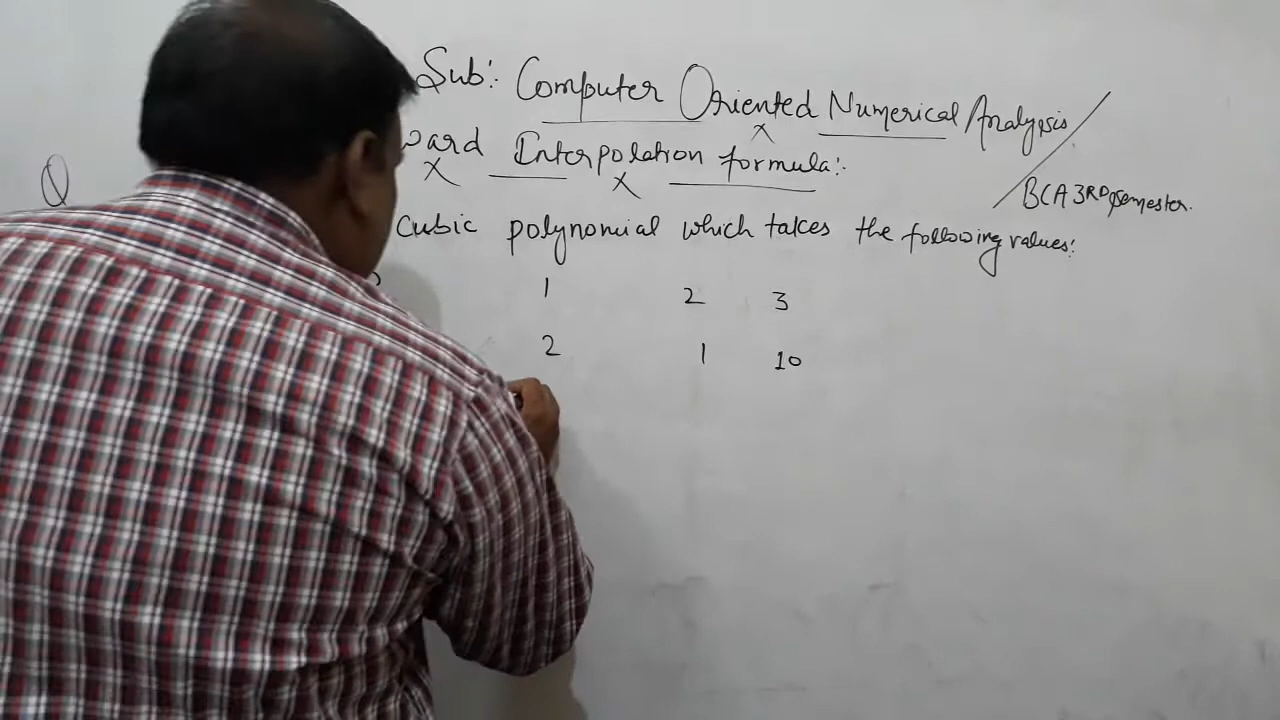 Sub:- Computer Oriented Numerical Analysis
ward Interpolation formula:-
BCA 3RD semester.
Q
cubic polynomial which takes the following values:
1 2 3
2 1 10